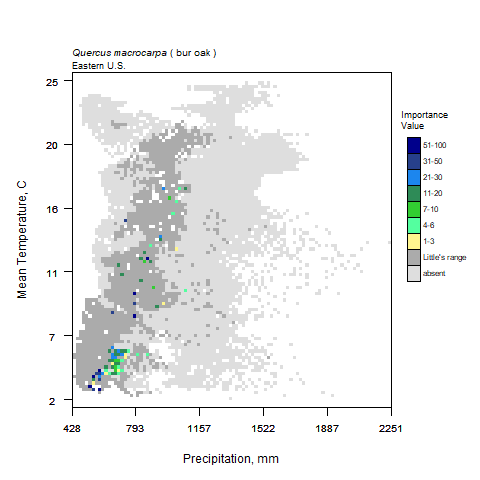 Quercus macrocarpa ( bur oak )
Eastern U.S.
25
20
16
11
7
2
Mean Temperature, C
428 793 1157 1522 1887 2251
Precipitation, mm
Importance
Value
51-100
31-50
21-30
11-20
7-10
4-6
1-3
Little's range
absent